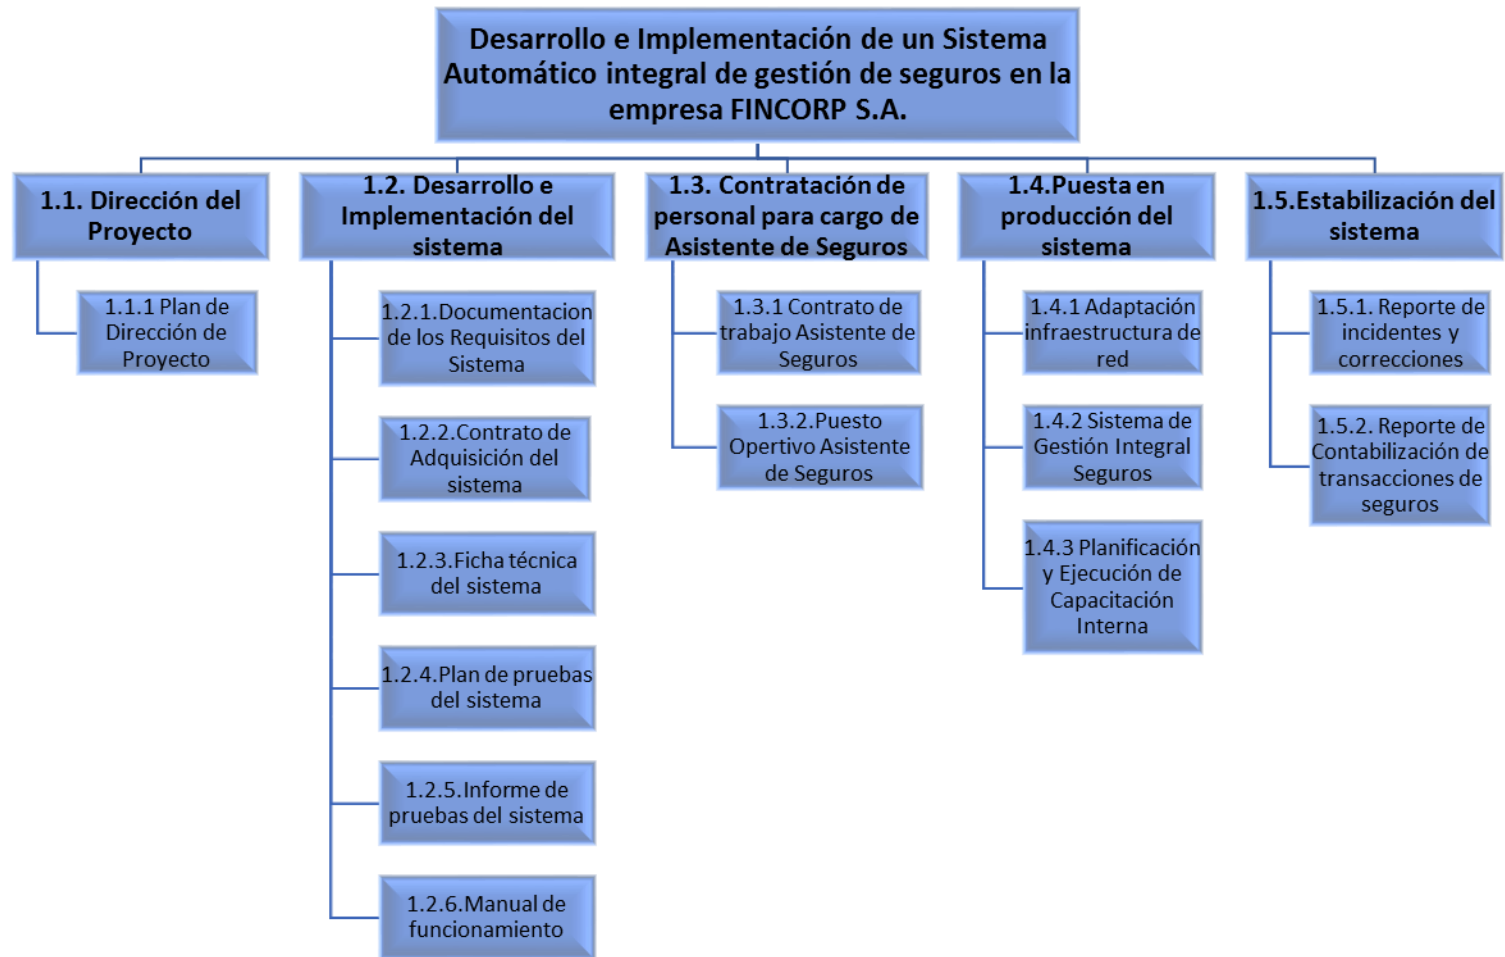 Desarrollo e Implementación de un Sistema
Automático integral de gestión de seguros en la
empresa FINCORP S.A.
1.1. Dirección del
Proyecto
1.1.1 Plan de
Dirección de
Proyecto
1.2. Desarrollo e
Implementación del
sistema
1.2.1.Documentacion
de los Requisitos del
Sistema
1.2.2.Contrato de
Adquisición del
sistema
1.2.3.Ficha técnica
del sistema
1.2.4.Plan de pruebas
del sistema
1.2.5.Informe de
pruebas del sistema
1.2.6.Manual de
funcionamiento
1.3. Contratación de
personal para cargo de
Asistente de Seguros
1.3.1 Contrato de
trabajo Asistente de
Seguros
1.3.2.Puesto
Opertivo Asistente
de Seguros
1.4.Puesta en
producción del
sistema
1.4.1 Adaptación
infraestructura de
red
1.4.2 Sistema de
Gestión Integral
Seguros
1.4.3 Planificación
y Ejecución de
Capacitación
Interna
1.5.Estabilización del
sistema
1.5.1. Reporte de
incidentes y
correcciones
1.5.2. Reporte de
Contabilización de
transacciones de
seguros